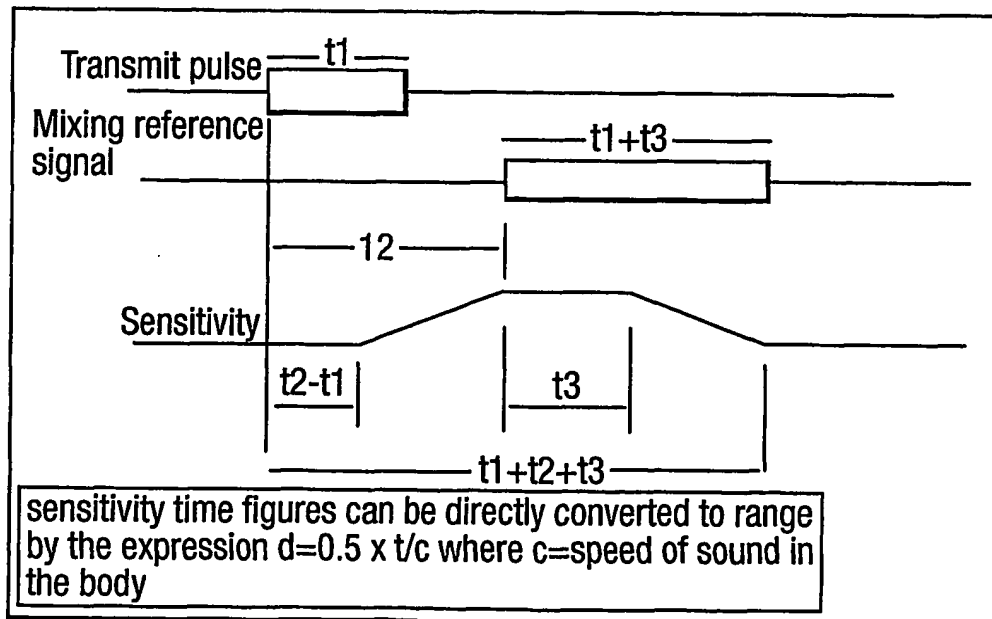 t1
Transmit pulse
Mixing reference
signal
t1+t3
12
Sensitivity
t2-t1
t3
t1+t2+t3
sensitivity time figures can be directly converted to range
by the expression d=0.5 x t/c where c=speed of sound in
the body